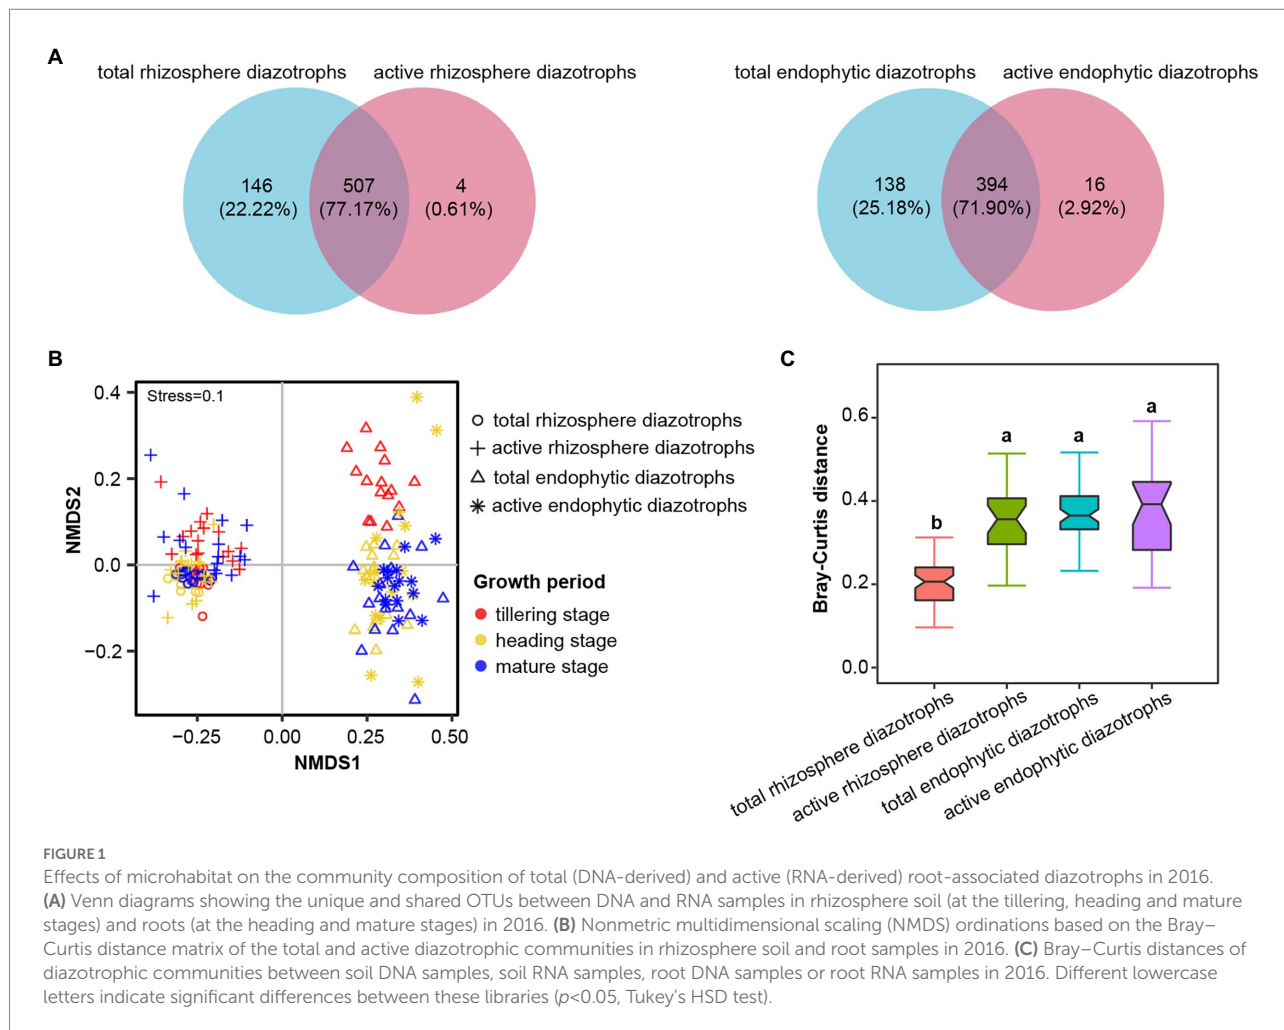 A
total rhizosphere diazotrophs
active rhizosphere diazotrophs
146
(22.22%)
507
(77.17%)
4
(0.61%)
total endophytic diazotrophs
active endophytic diazotrophs
138
(25.18%)
394
(71.90%)
16
(2.92%)
B
Stress=0.1
0.4
0.2
0.0
−0.2
NMDS2
−0.25
0.00
0.25
0.50
NMDS1
total rhizosphere diazotrophs
active rhizosphere diazotrophs
total endophytic diazotrophs
active endophytic diazotrophs
Growth period
tillering stage
heading stage
mature stage
C
Bray-Curtis distance
0.6
0.4
0.2
0.0
b
a
a
a
total rhizosphere diazotrophs
active rhizosphere diazotrophs
total endophytic diazotrophs
active endophytic diazotrophs
FIGURE 1
Effects of microhabitat on the community composition of total (DNA-derived) and active (RNA-derived) root-associated diazotrophs in 2016.
(A) Venn diagrams showing the unique and shared OTUs between DNA and RNA samples in rhizosphere soil (at the tillering, heading and mature
stages) and roots (at the heading and mature stages) in 2016. (B) Nonmetric multidimensional scaling (NMDS) ordinations based on the Bray–
Curtis distance matrix of the total and active diazotrophic communities in rhizosphere soil and root samples in 2016. (C) Bray–Curtis distances of
diazotrophic communities between soil DNA samples, soil RNA samples, root DNA samples or root RNA samples in 2016. Different lowercase
letters indicate significant differences between these libraries (p<0.05, Tukey's HSD test).